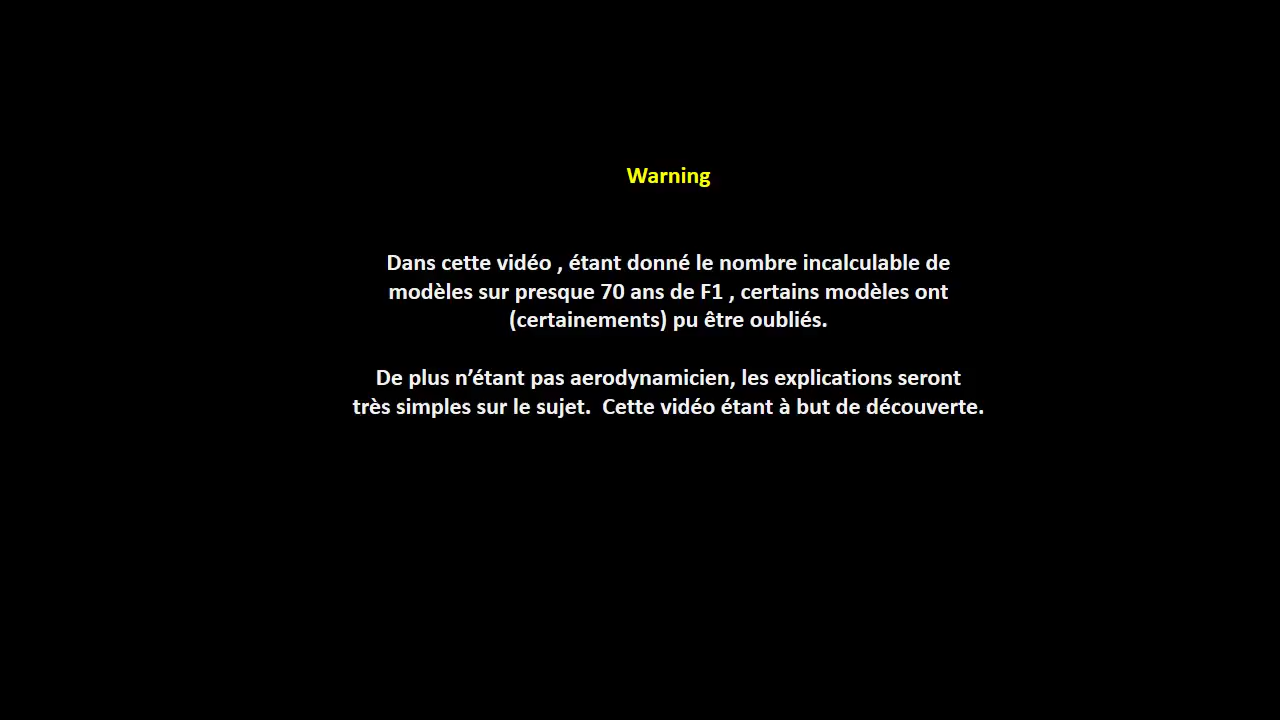 Warning
Dans cette vidéo , étant donné le nombre incalculable de
modèles sur presque 70 ans de F1 , certains modèles ont
(certainements) pu être oubliés.
De plus n’étant pas aerodynamicien, les explications seront
très simples sur le sujet.  Cette vidéo étant à but de découverte.